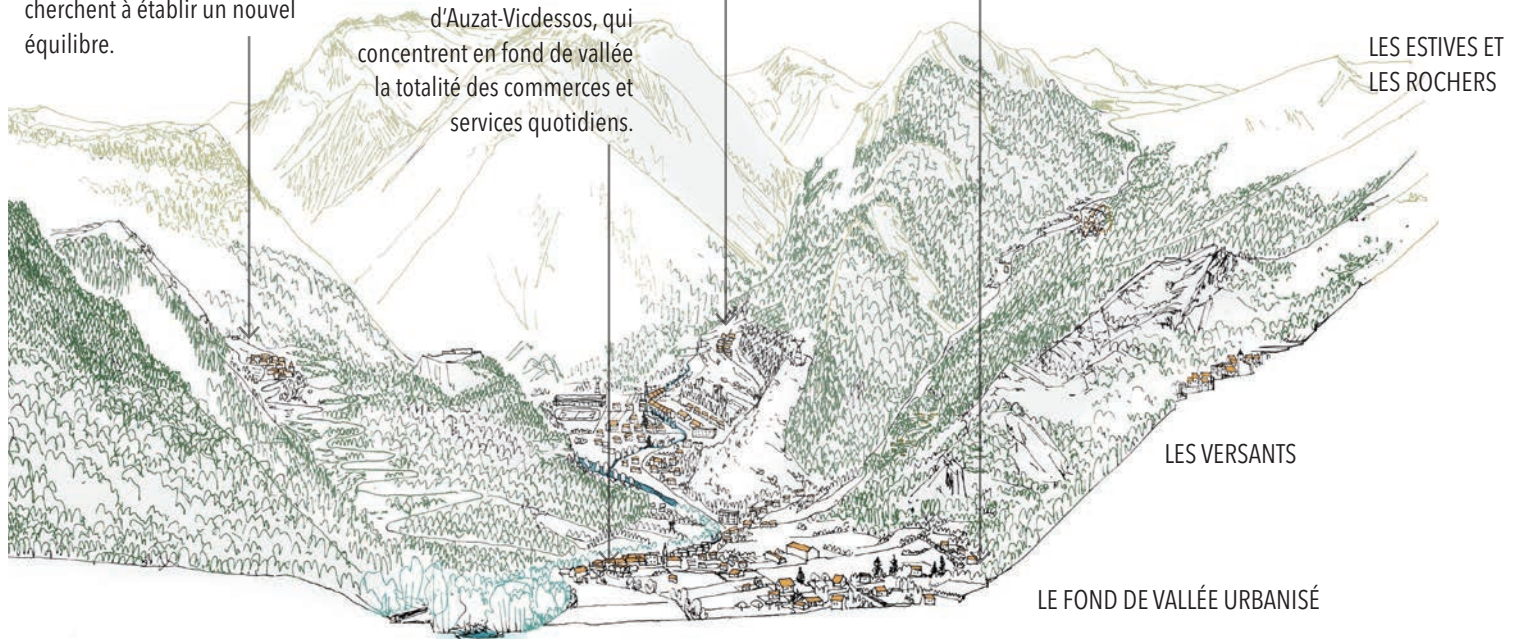 cherchent à établir un nouvel
équilibre.
d'Auzat-Vicdessos, qui
concentrent en fond de vallée
la totalité des commerces et
services quotidiens.
LES ESTIVES ET
LES ROCHERS
LES VERSANTS
LE FOND DE VALLÉE URBANISÉ